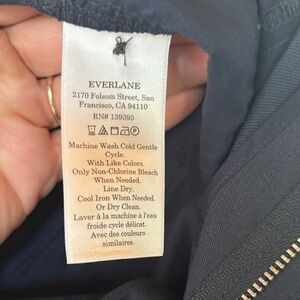 EVERLANE
2170 Folsom Street, San
Francisco, CA 94110
RN# 139393
Machine Wash Cold Gentle
Cycle.
With Like Colors.
Only Non-Chlorine Bleach
When Needed.
Line Dry.
Cool Iron When Needed.
Or Dry Clean.
Laver à la machine à l'eau
froide cycle délicat.
Avec des couleurs
similaires.